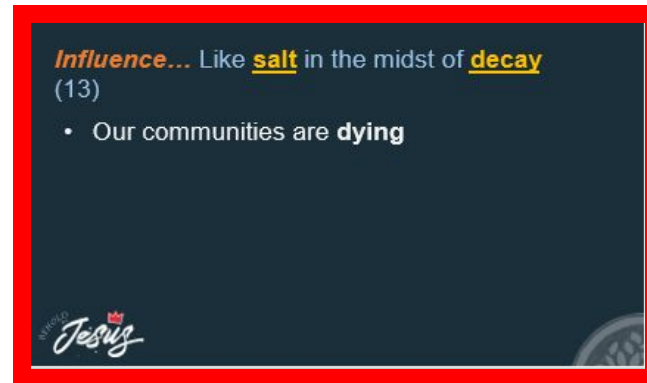 Influence... Like salt in the midst of decay
(13)
• Our communities are dying
BEHOLD
Jesus